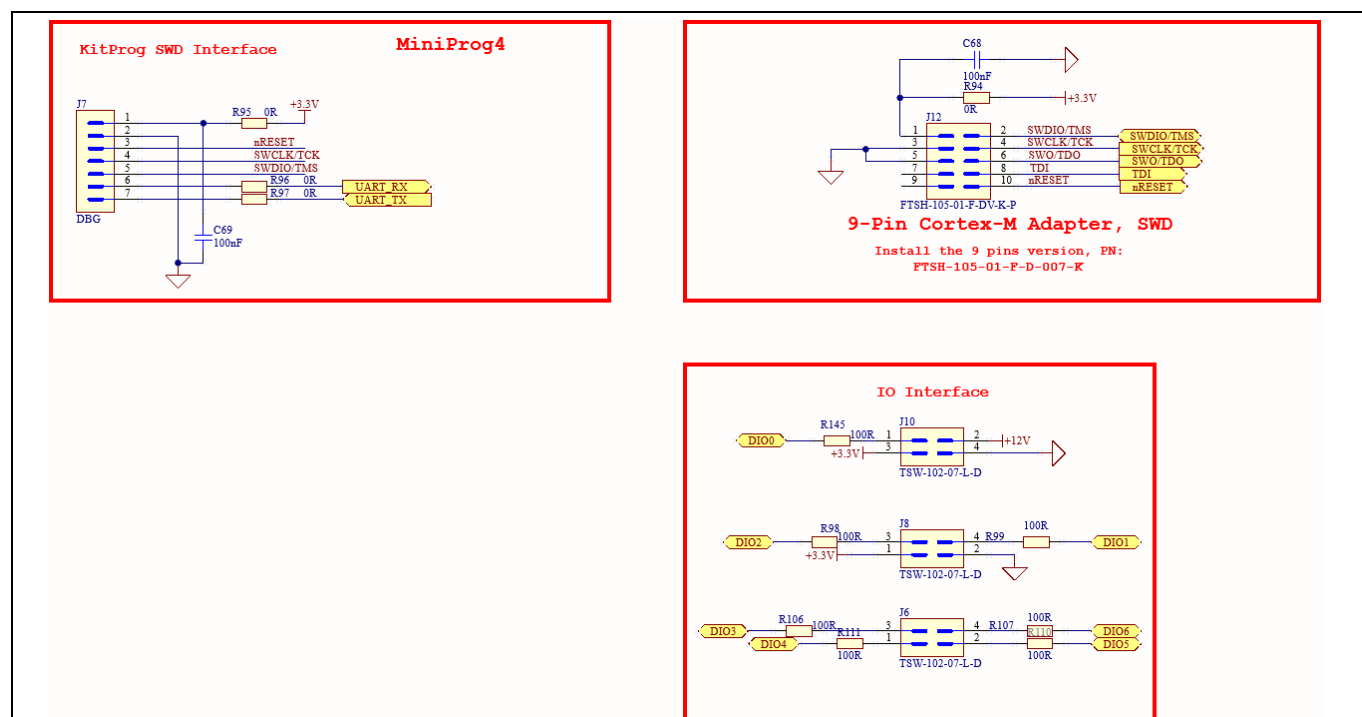 KitProg SWD Interface
MiniProg4
J7
1
2
3
4
5
6
7
DBG
R95 0R
+3.3V
nRESET
SWCLK/TCK
SWDIO/TMS
R96 0R
R97 0R
UART_RX
UART_TX
C69
100nF
C68
100nF
R94
0R
+3.3V
J12
1 2 SWDIO/TMS SWDIO/TMS
3 4 SWCLK/TCK SWCLK/TCK
5 6 SWO/TDO SWO/TDO
7 8 TDI TDI
9 10 nRESET nRESET
FTSH-105-01-F-DV-K-P
9-Pin Cortex-M Adapter, SWD
Install the 9 pins version, PN:
FTSH-105-01-F-D-007-K
IO Interface
DIO0 R145 100R J10 1 2 +12V
+3.3V 3 4
TSW-102-07-L-D
DIO2 R98 100R J8 3 4 R99 100R DIO1
+3.3V 1 2
TSW-102-07-L-D
DIO3 R106 100R J6 3 4 R107 100R DIO6
DIO4 R111 100R 1 2 R110 100R DIO5
TSW-102-07-L-D